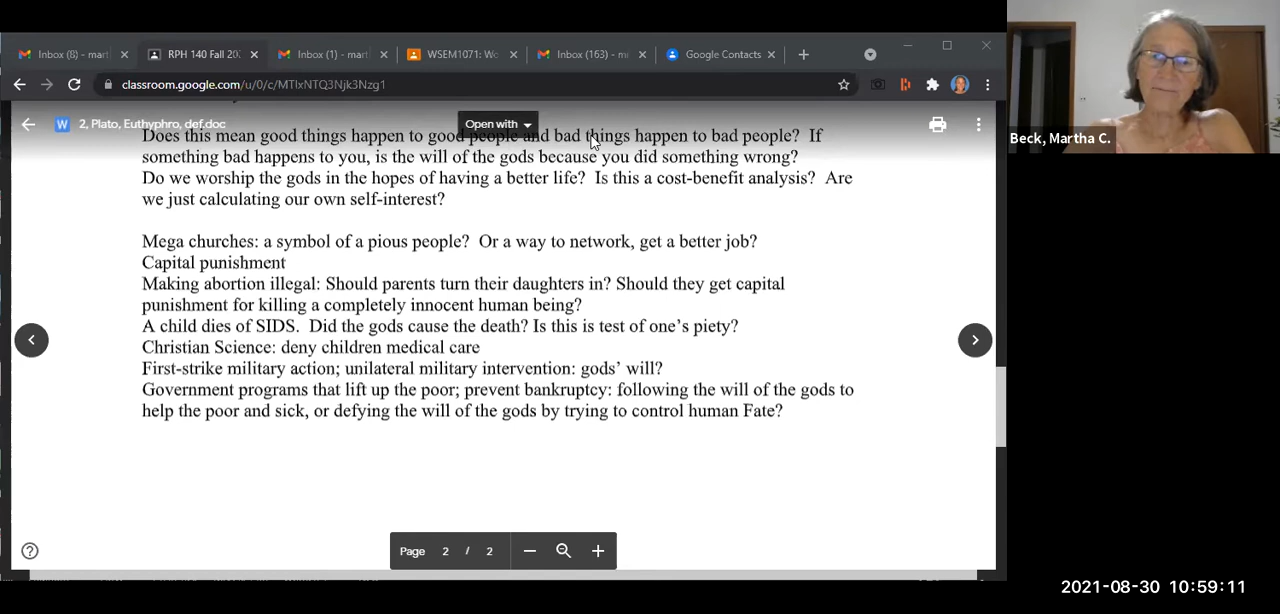 Inbox (8) - mart
RPH 140 Fall 20
Inbox (1) - mart
WSEM1071: Wo
Inbox (163) - m
Google Contacts
classroom.google.com/u/0/c/MTIxNTQ3Njk3Nzg1
W 2, Plato, Euthyphro, def.doc
Open with
Does this mean good things happen to good people and bad things happen to bad people? If
something bad happens to you, is the will of the gods because you did something wrong?
Do we worship the gods in the hopes of having a better life? Is this a cost-benefit analysis? Are
we just calculating our own self-interest?
Mega churches: a symbol of a pious people? Or a way to network, get a better job?
Capital punishment
Making abortion illegal: Should parents turn their daughters in? Should they get capital
punishment for killing a completely innocent human being?
A child dies of SIDS. Did the gods cause the death? Is this is test of one's piety?
Christian Science: deny children medical care
First-strike military action; unilateral military intervention: gods' will?
Government programs that lift up the poor; prevent bankruptcy: following the will of the gods to
help the poor and sick, or defying the will of the gods by trying to control human Fate?
Page 2 / 2
Beck, Martha C.
2021-08-30 10:59:11